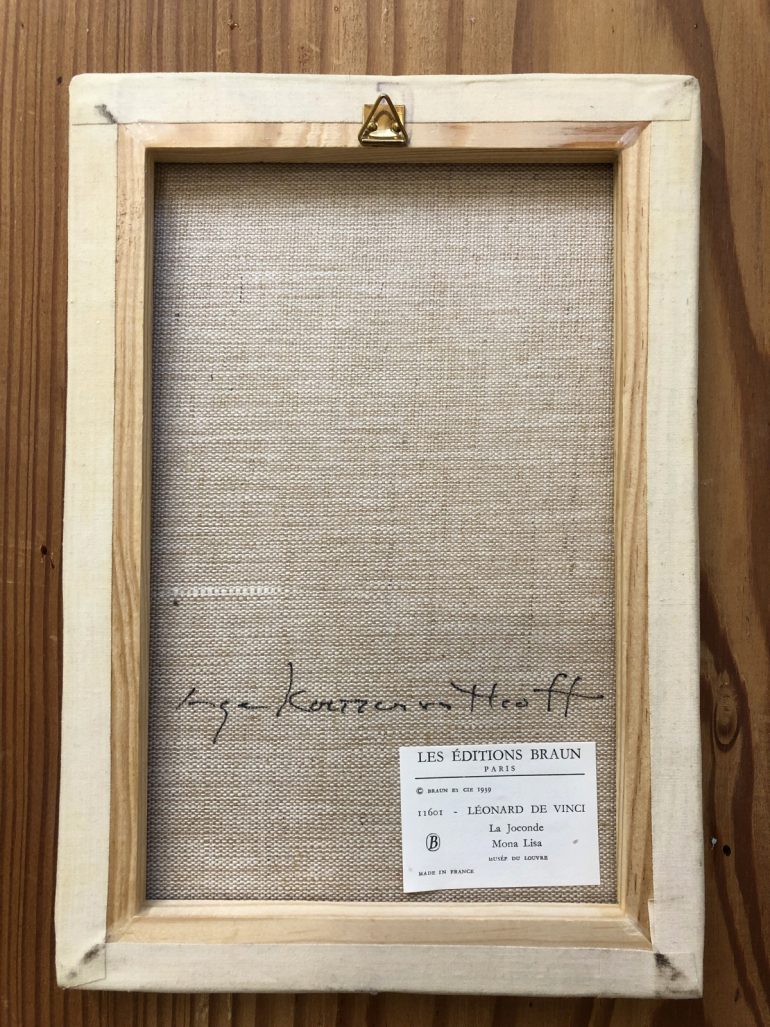 LES ÉDITIONS BRAUN
PARIS
© BRAUN ET CIE 1939
11601 - LÉONARD DE VINCI
La Joconde
B
Mona Lisa
MUSÉE DU LOUVRE
MADE IN FRANCE